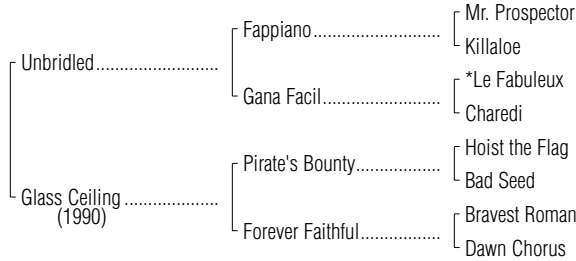 Mr. Prospector
Fappiano
Killaloe
Unbridled
*Le Fabuleux
Gana Facil
Charedi
Hoist the Flag
Pirate's Bounty
Bad Seed
Glass Ceiling
(1990)
Bravest Roman
Forever Faithful
Dawn Chorus